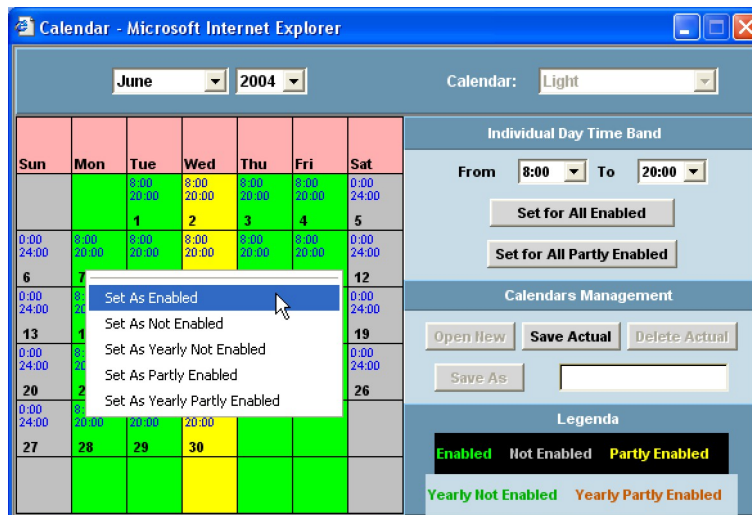 Calendar - Microsoft Internet Explorer
June 2004 Calendar: Light
Sun Mon Tue Wed Thu Fri Sat
8:00 8:00 8:00 8:00 0:00
20:00 20:00 20:00 20:00 24:00
1 2 3 4 5
0:00 8:00 8:00 8:00 8:00 8:00 0:00
24:00 20:00 20:00 20:00 20:00 20:00 24:00
6 7 12
0:00 0:00
24:00 24:00
13 19
0:00 0:00
24:00 24:00
20 26
0:00
24:00 20:00 20:00 20:00
27 28 29 30
Set As Enabled
Set As Not Enabled
Set As Yearly Not Enabled
Set As Partly Enabled
Set As Yearly Partly Enabled
Individual Day Time Band
From 8:00 To 20:00
Set for All Enabled
Set for All Partly Enabled
Calendars Management
Open New Save Actual Delete Actual
Save As
Legenda
Enabled Not Enabled Partly Enabled
Yearly Not Enabled Yearly Partly Enabled